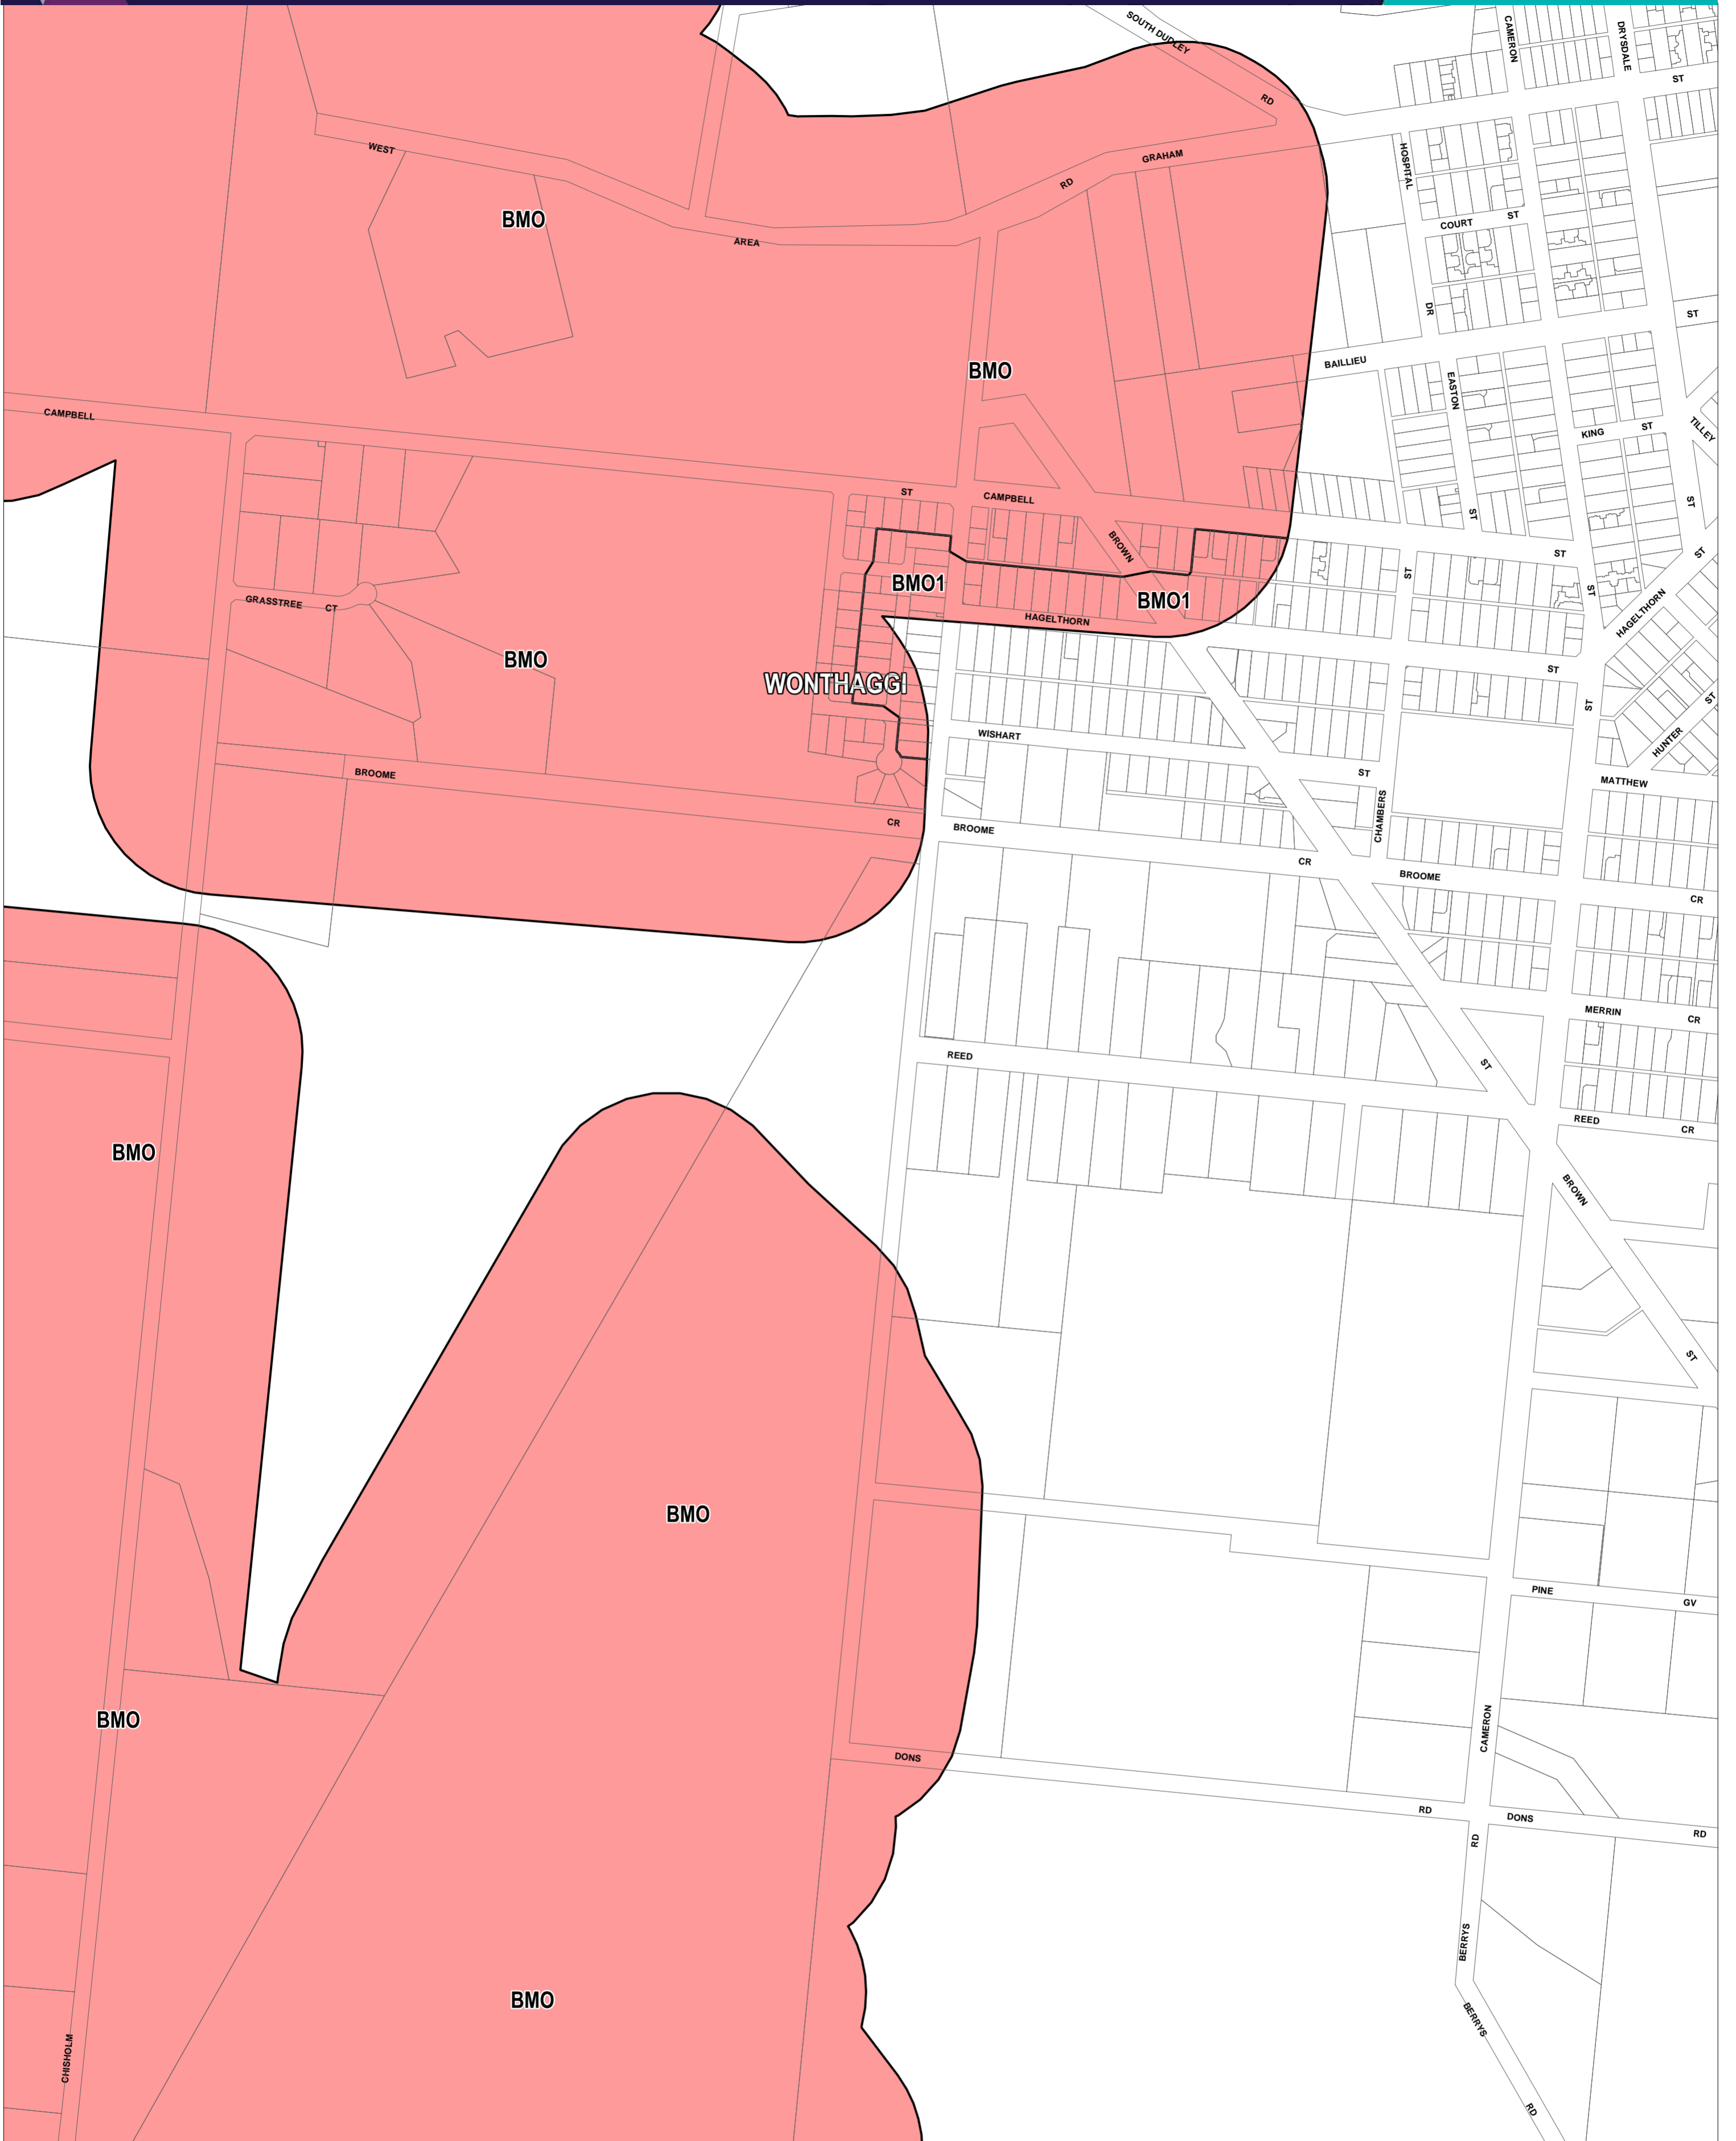 SOUTH DUDLEY
RD
CAMERON
DRYSDALE
ST
WEST
GRAHAM
RD
HOSPITAL
BMO
COURT ST
AREA
DR
ST
BMO
BAILLIEU
EASTON
CAMPBELL
KING ST
TILLEY
ST
CAMPBELL
ST
ST
BROWN
ST
ST
BMO1
ST
ST
BMO1
GRASSTREE CT
HAGELTHORN
HAGELTHORN
BMO
ST
WONTHAGGI
ST
ST
WISHART
HUNTER
BROOME
ST
MATTHEW
CHAMBERS
CR
BROOME
CR
BROOME
CR
MERRIN
CR
REED
ST
REED
CR
BMO
BROWN
ST
BMO
PINE
GV
BMO
CAMERON
DONS
RD
DONS
RD
RD
BERRYS
BMO
BERRYS
CHISHOLM
RD